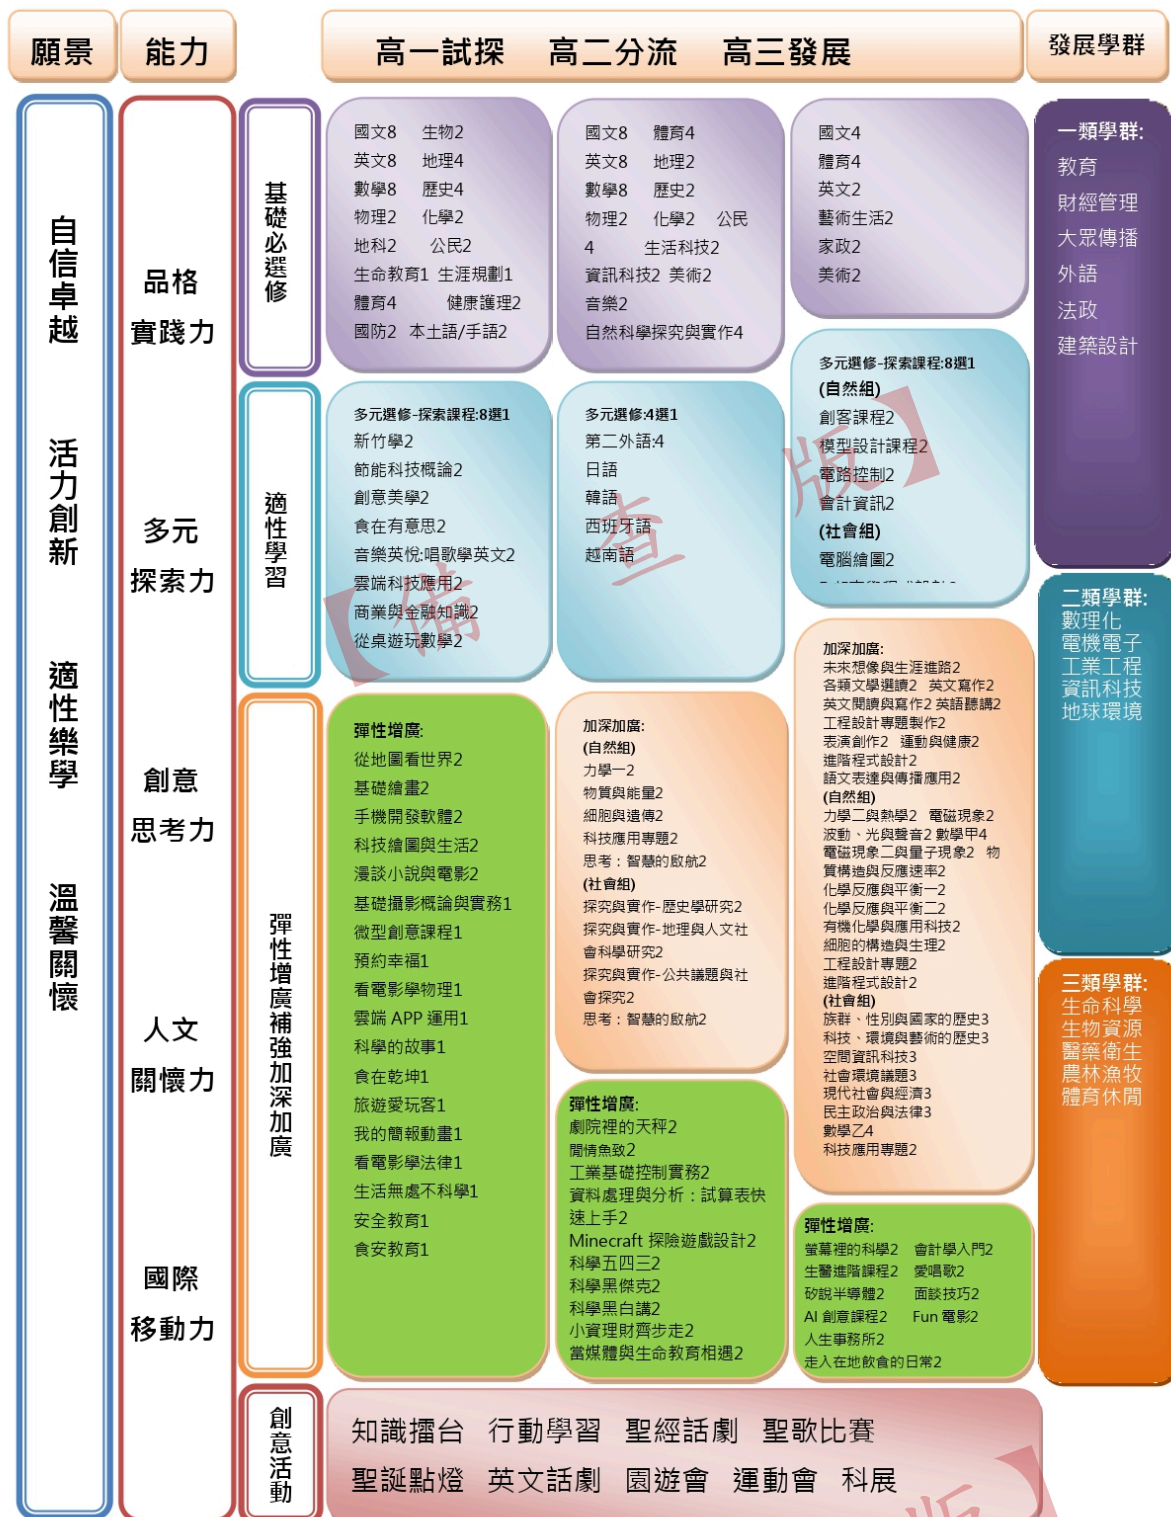 願景
能力
高一試探 高二分流 高三發展
發展學群
自信卓越
活力創新
適性樂學
溫馨關懷
品格
實踐力
多元
探索力
創意
思考力
人文
關懷力
國際
移動力
基礎必選修
國文8 生物2
英文8 地理4
數學8 歷史4
物理2 化學2
地科2 公民2
生命教育1 生涯規劃1
體育4 健康護理2
國防2 本土語/手語2
國文8 體育4
英文8 地理2
數學8 歷史2
物理2 化學2 公民
4 生活科技2
資訊科技2 美術2
音樂2
自然科學探究與實作4
國文4
體育4
英文2
藝術生活2
家政2
美術2
適性學習
多元選修-探索課程:8選1
新竹學2
節能科技概論2
創意美學2
食在有意思2
音樂英悅:唱歌學英文2
雲端科技應用2
商業與金融知識2
從桌遊玩數學2
多元選修:4選1
第二外語:4
日語
韓語
西班牙語
越南語
多元選修-探索課程:8選1
(自然組)
創客課程2
模型設計課程2
電路控制2
會計資訊2
(社會組)
電腦繪圖2
彈性增廣補強加深加廣
彈性增廣:
從地圖看世界2
基礎繪畫2
手機開發軟體2
科技繪圖與生活2
漫談小說與電影2
基礎攝影概論與實務1
微型創意課程1
預約幸福1
看電影學物理1
雲端 APP 運用1
科學的故事1
食在乾坤1
旅遊愛玩客1
我的簡報動畫1
看電影學法律1
生活無處不科學1
安全教育1
食安教育1
加深加廣:
(自然組)
力學一2
物質與能量2
細胞與遺傳2
科技應用專題2
思考：智慧的啟航2
(社會組)
探究與實作-歷史學研究2
探究與實作-地理與人文社
會科學研究2
探究與實作-公共議題與社
會探究2
思考：智慧的啟航2
彈性增廣:
劇院裡的天秤2
閒情魚致2
工業基礎控制實務2
資料處理與分析：試算表快
速上手2
Minecraft 探險遊戲設計2
科學五四三2
科學黑傑克2
科學黑白講2
小資理財齊步走2
當媒體與生命教育相遇2
加深加廣:
未來想像與生涯進路2
各類文學選讀2 英文寫作2
英文閱讀與寫作2 英語聽講2
工程設計專題製作2
表演創作2 運動與健康2
進階程式設計2
語文表達與傳播應用2
(自然組)
力學二與熱學2 電磁現象2
波動、光與聲音2 數學甲4
電磁現象二與量子現象2 物
質構造與反應速率2
化學反應與平衡一2
化學反應與平衡二2
有機化學與應用科技2
細胞的構造與生理2
工程設計專題2
進階程式設計2
(社會組)
族群、性別與國家的歷史3
科技、環境與藝術的歷史3
空間資訊科技3
社會環境議題3
現代社會與經濟3
民主政治與法律3
數學乙4
科技應用專題2
彈性增廣:
螢幕裡的科學2 會計學入門2
生醫進階課程2 愛唱歌2
矽說半導體2 面談技巧2
AI 創意課程2 Fun 電影2
人生事務所2
走入在地飲食的日常2
創意活動
知識擂台 行動學習 聖經話劇 聖歌比賽
聖誕點燈 英文話劇 園遊會 運動會 科展
一類學群:
教育
財經管理
大眾傳播
外語
法政
建築設計
二類學群:
數理化
電機電子
工業工程
資訊科技
地球環境
三類學群:
生命科學
生物資源
醫藥衛生
農林漁牧
體育休閒
【備查版】
版】